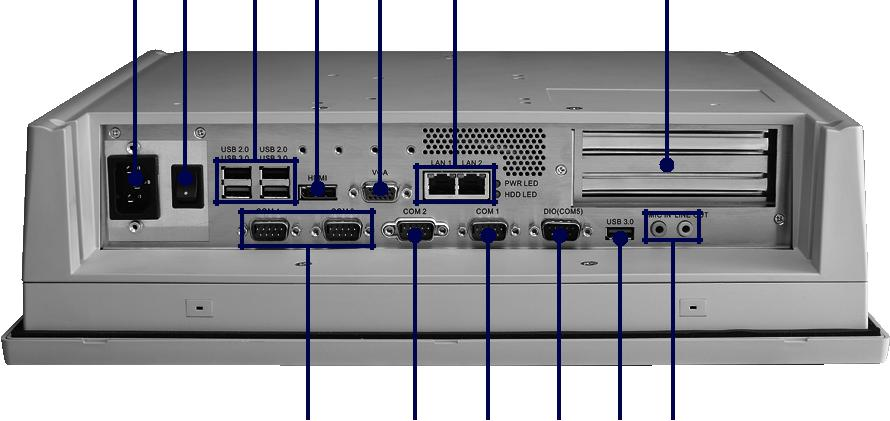 USB 2.0 USB 2.0
USB 3.0 USB 3.0
HDMI
VGA
LAN 1 LAN 2
PWR LED
HDD LED
COM 2
COM 1
DIO(COM5)
USB 3.0
MIC IN LINE OUT